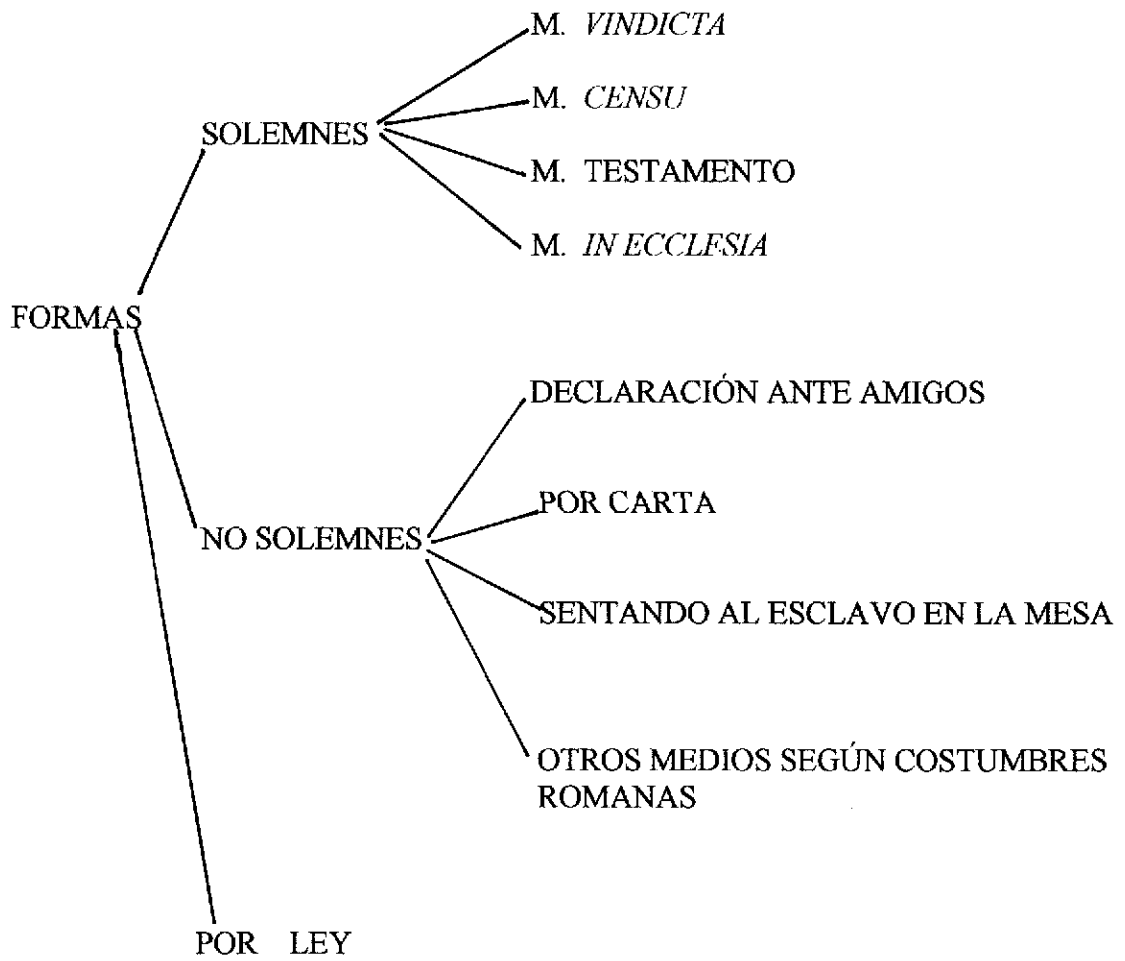 M. VINDICTA
M. CENSU
SOLEMNES
M. TESTAMENTO
M. IN ECCLESIA
FORMAS
DECLARACIÓN ANTE AMIGOS
POR CARTA
NO SOLEMNES
SENTANDO AL ESCLAVO EN LA MESA
OTROS MEDIOS SEGÚN COSTUMBRES
ROMANAS
POR LEY